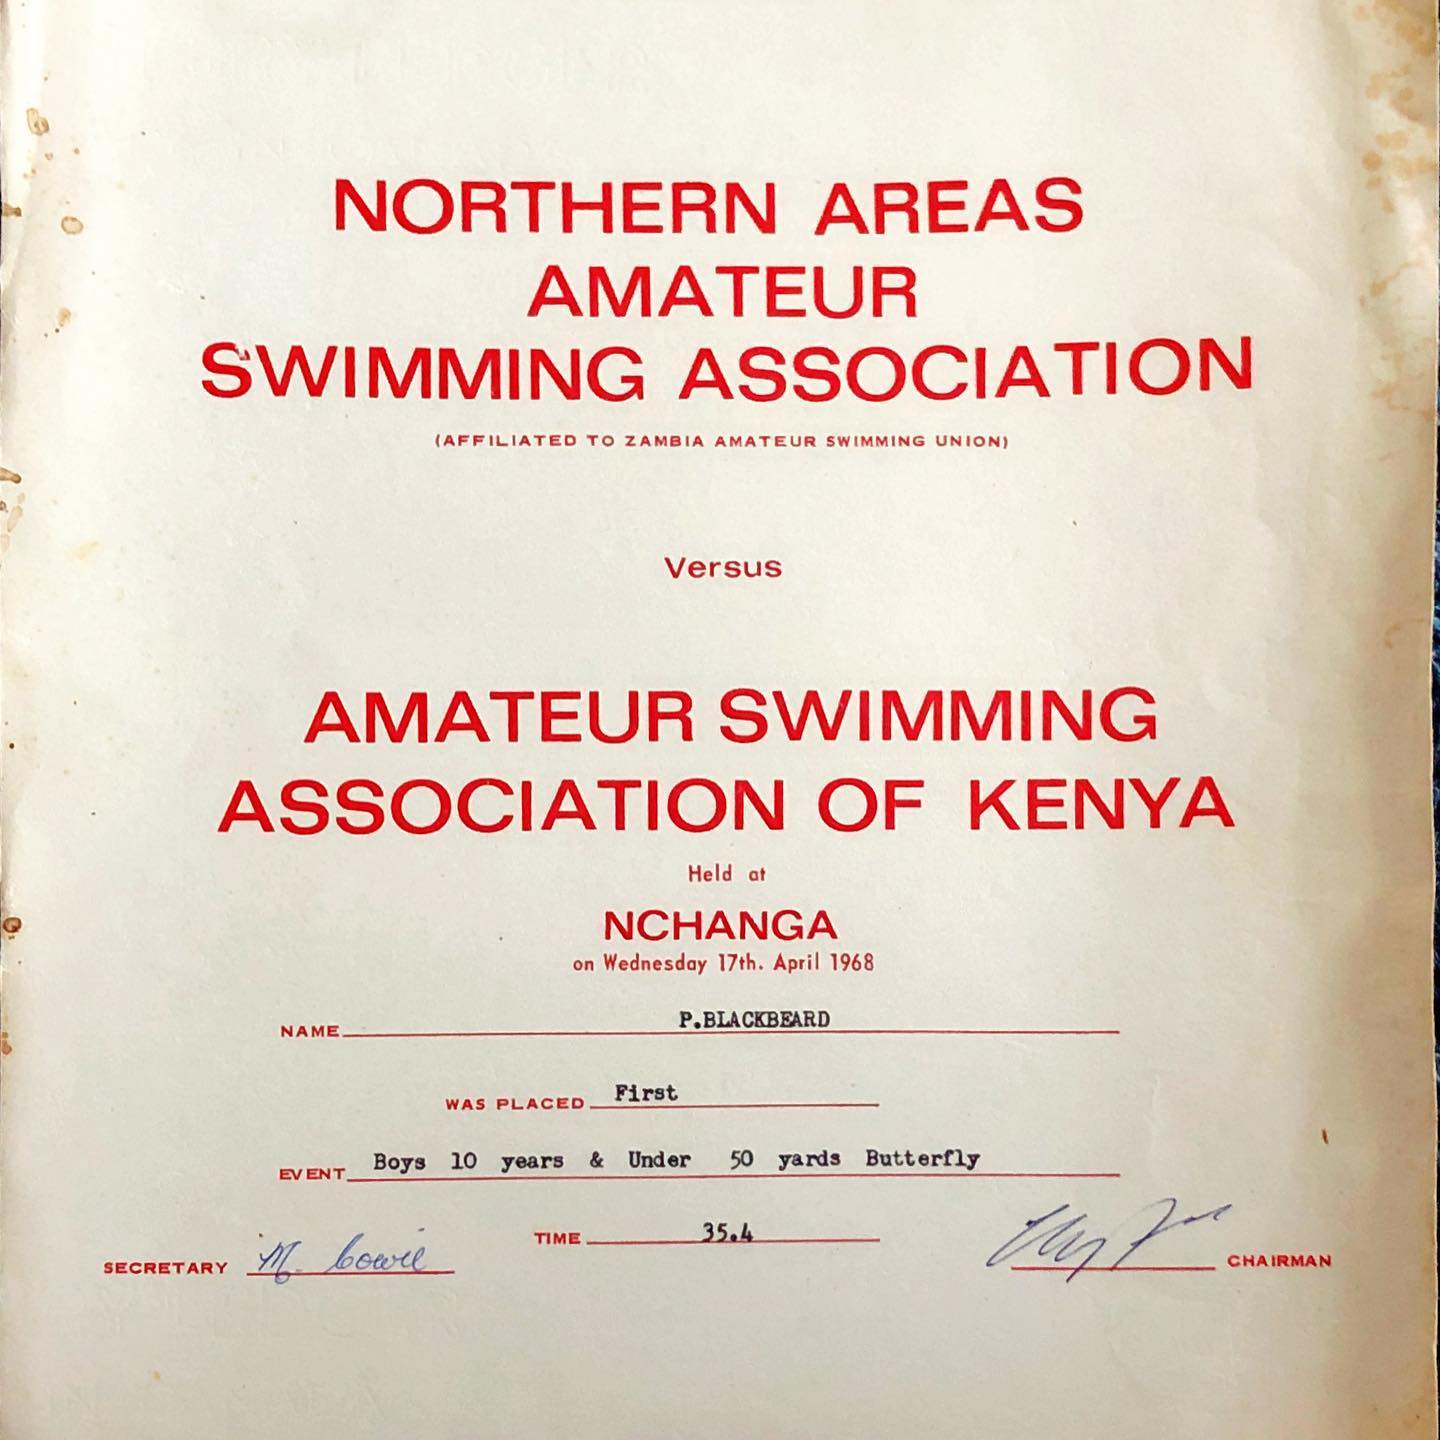 NORTHERN AREAS
AMATEUR
SWIMMING ASSOCIATION
(AFFILIATED TO ZAMBIA AMATEUR SWIMMING UNION)
Versus
AMATEUR SWIMMING
ASSOCIATION OF KENYA
Held at
NCHANGA
on Wednesday 17th. April 1968
NAME P.BLACKBEARD
WAS PLACED First
EVENT Boys 10 years & Under 50 yards Butterfly
TIME 35.4
SECRETARY M. Cowie
CHAIRMAN